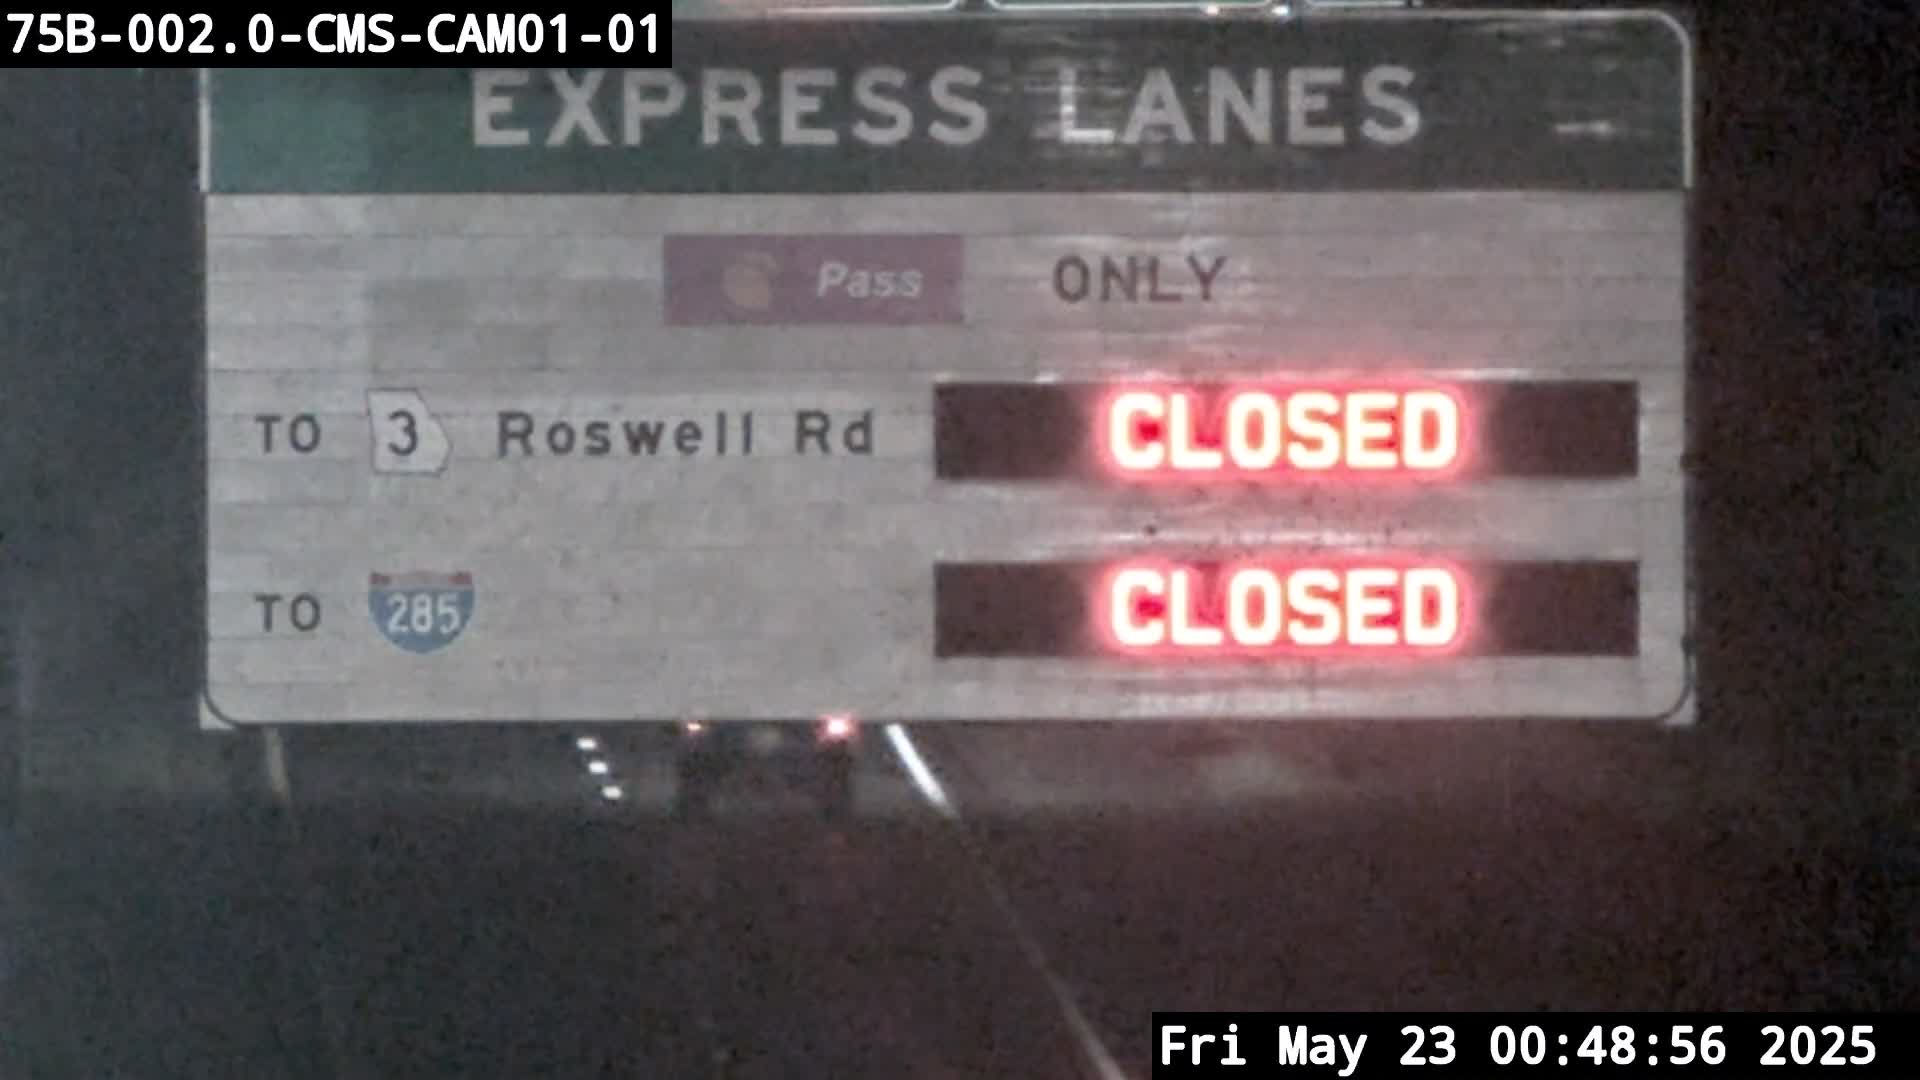 75B-002.0-CMS-CAM01-01
EXPRESS LANES
Pass ONLY
TO 3 Roswell Rd CLOSED
TO 285 CLOSED
Fri May 23 00:48:56 2025